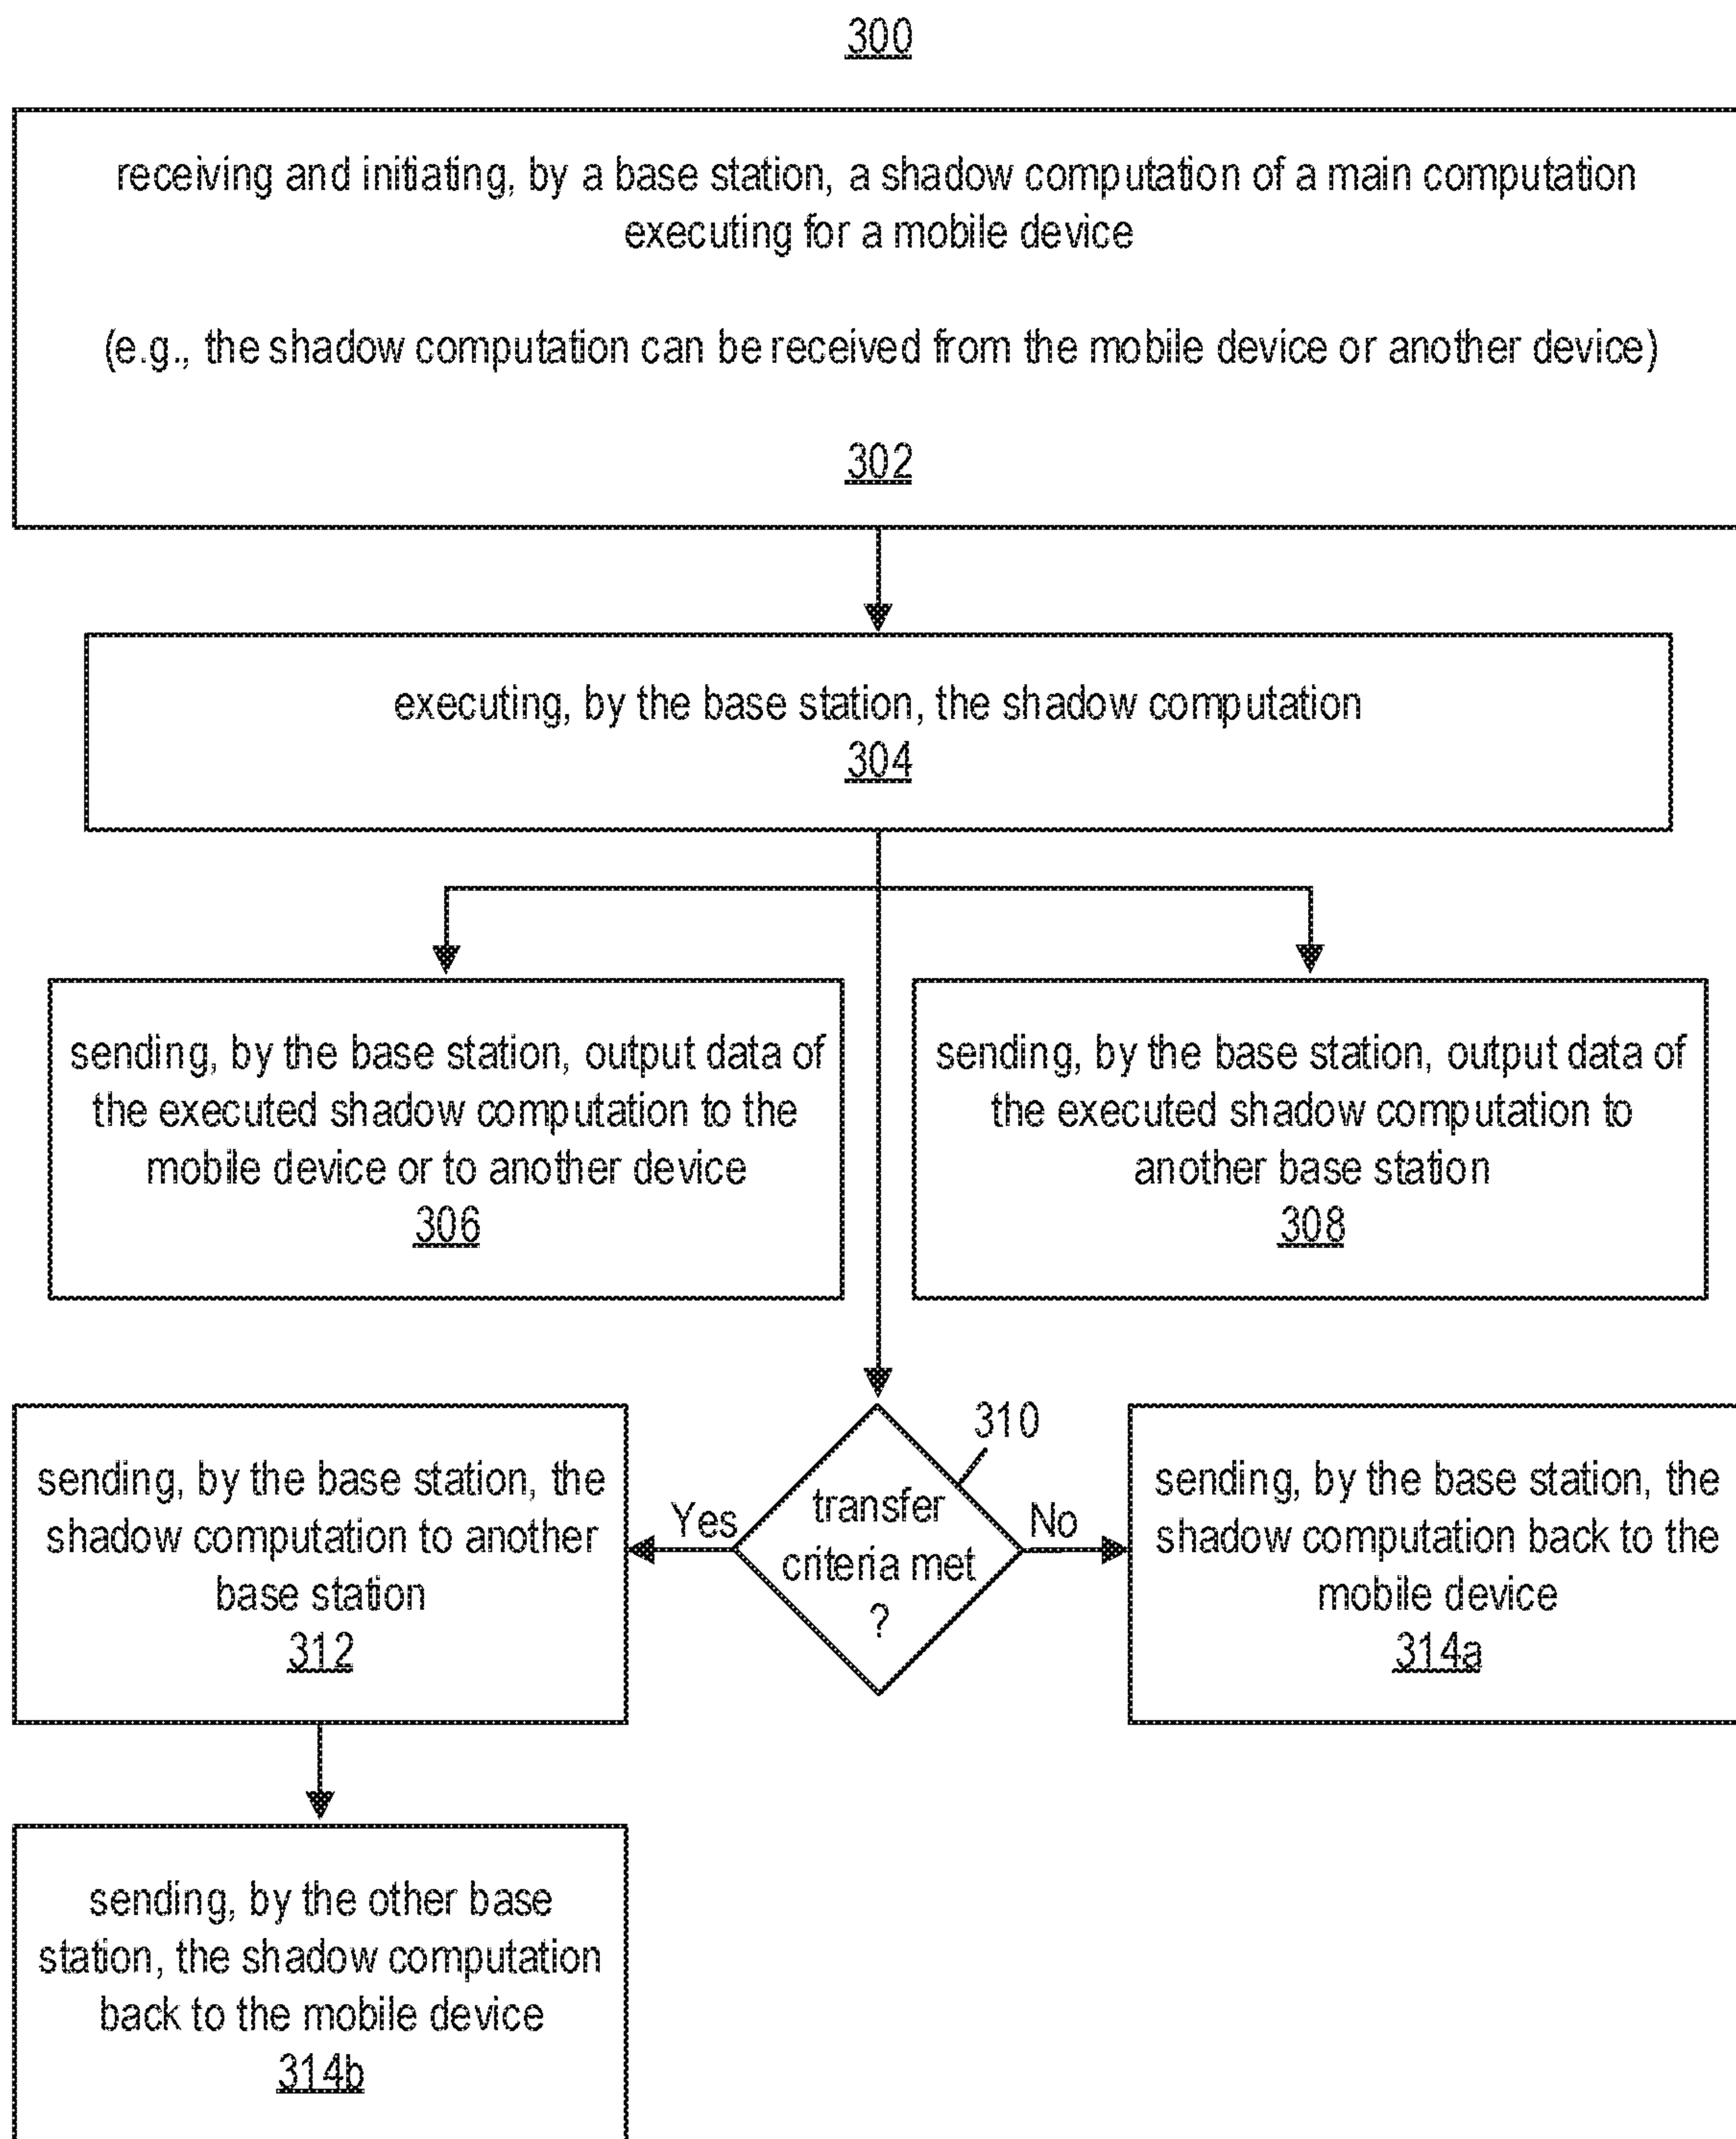 300
receiving and initiating, by a base station, a shadow computation of a main computation
executing for a mobile device
(e.g., the shadow computation can be received from the mobile device or another device)
302
executing, by the base station, the shadow computation
304
sending, by the base station, output data of
the executed shadow computation to the
mobile device or to another device
306
sending, by the base station, output data of
the executed shadow computation to
another base station
308
sending, by the base station, the
shadow computation to another
base station
312
Yes
310
transfer
criteria met
?
No
sending, by the base station, the
shadow computation back to the
mobile device
314a
sending, by the other base
station, the shadow computation
back to the mobile device
314b